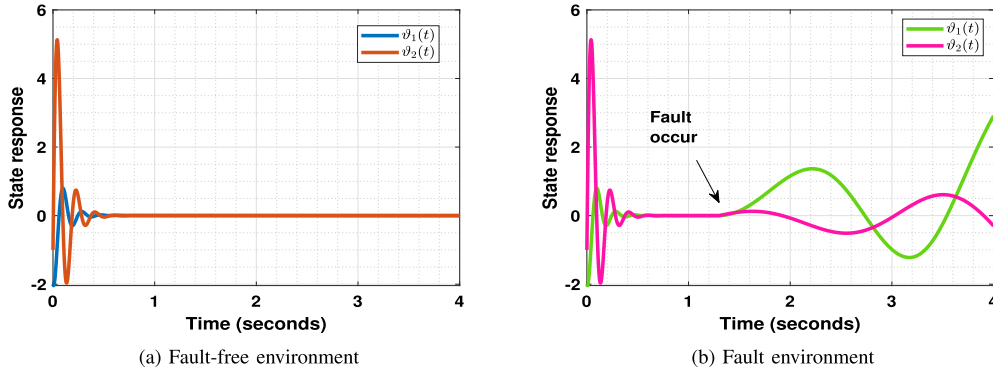 State response
6
4
2
0
-2
0
1
2
3
4
Time (seconds)
ϑ₁(t)
ϑ₂(t)
(a) Fault-free environment
State response
6
4
2
0
-2
0
1
2
3
4
Time (seconds)
ϑ₁(t)
ϑ₂(t)
Fault
occur
(b) Fault environment